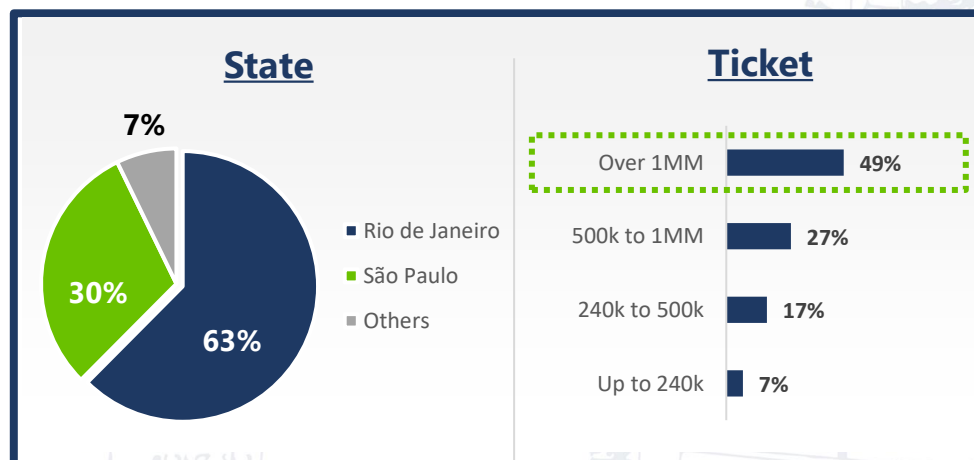 State
7%
30%
63%
Rio de Janeiro
São Paulo
Others
Ticket
Over 1MM 49%
500k to 1MM 27%
240k to 500k 17%
Up to 240k 7%